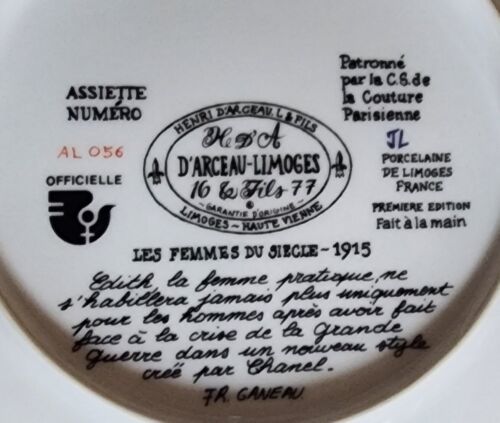 ASSIETTE
NUMÉRO
AL 056
OFFICIELLE
HENRI D'ARCEAU. L & FILS
H D'A
D'ARCEAU-LIMOGES
16 & Fils 77
GARANTIE D'ORIGINE
LIMOGES - HAUTE VIENNE
Patronné
par la C.S. de
la Couture
Parisienne
JL
PORCELAINE
DE LIMOGES
FRANCE
PREMIERE EDITION
Fait à la main
LES FEMMES DU SIECLE - 1915
Edith, la femme pratique, ne
s'habillera jamais plus uniquement
pour les hommes après avoir fait
face à la crise de la grande
guerre dans un nouveau style
créé par Chanel.
FR. GANEAU